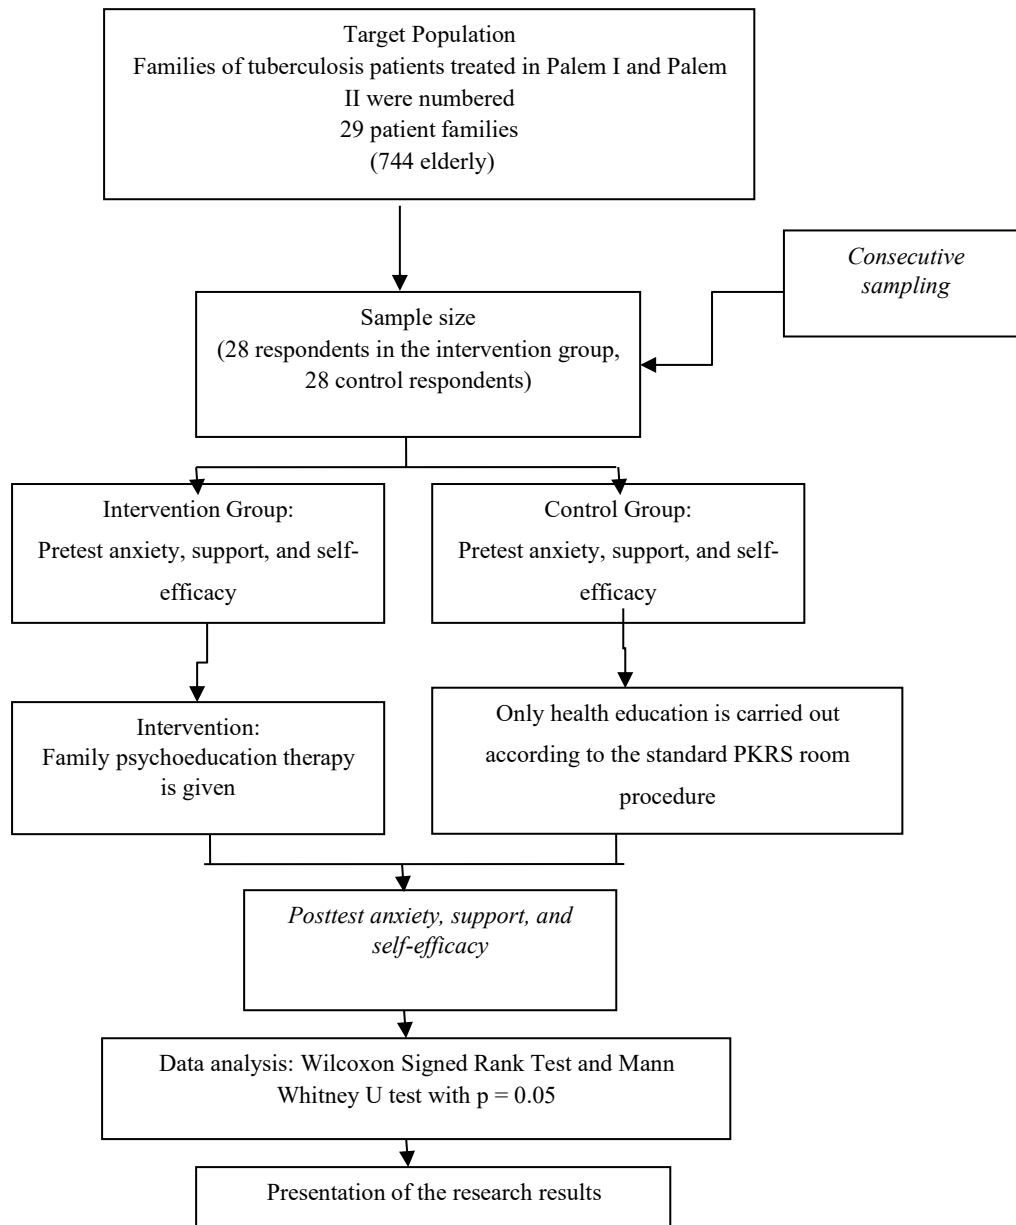 Target Population
Families of tuberculosis patients treated in Palem I and Palem
II were numbered
29 patient families
(744 elderly)
Consecutive
sampling
Sample size
(28 respondents in the intervention group,
28 control respondents)
Intervention Group:
Pretest anxiety, support, and self-
efficacy
Control Group:
Pretest anxiety, support, and self-
efficacy
Intervention:
Family psychoeducation therapy
is given
Only health education is carried out
according to the standard PKRS room
procedure
Posttest anxiety, support, and
self-efficacy
Data analysis: Wilcoxon Signed Rank Test and Mann
Whitney U test with p = 0.05
Presentation of the research results